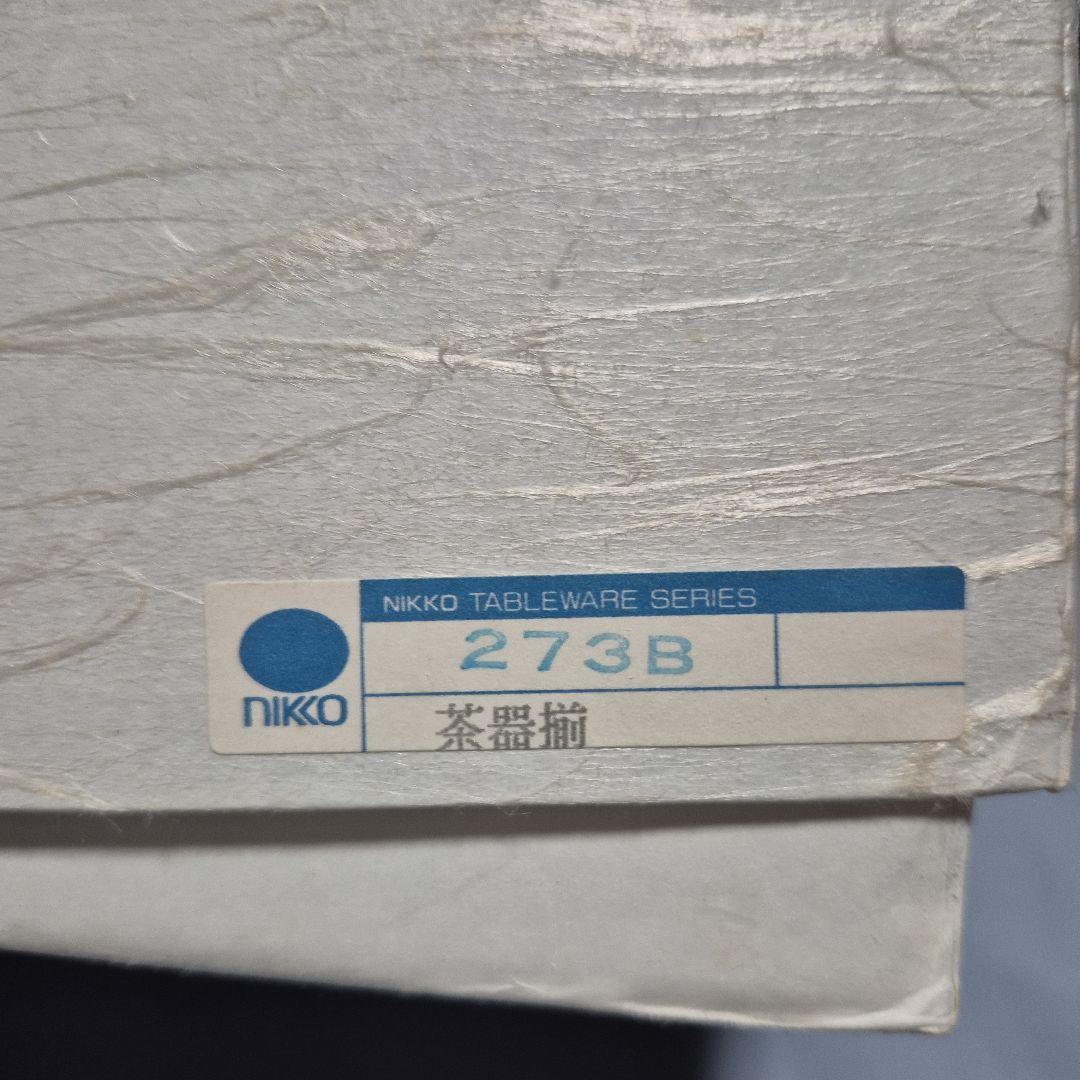 NIKKO TABLEWARE SERIES
273B
NIKKO
茶器揃